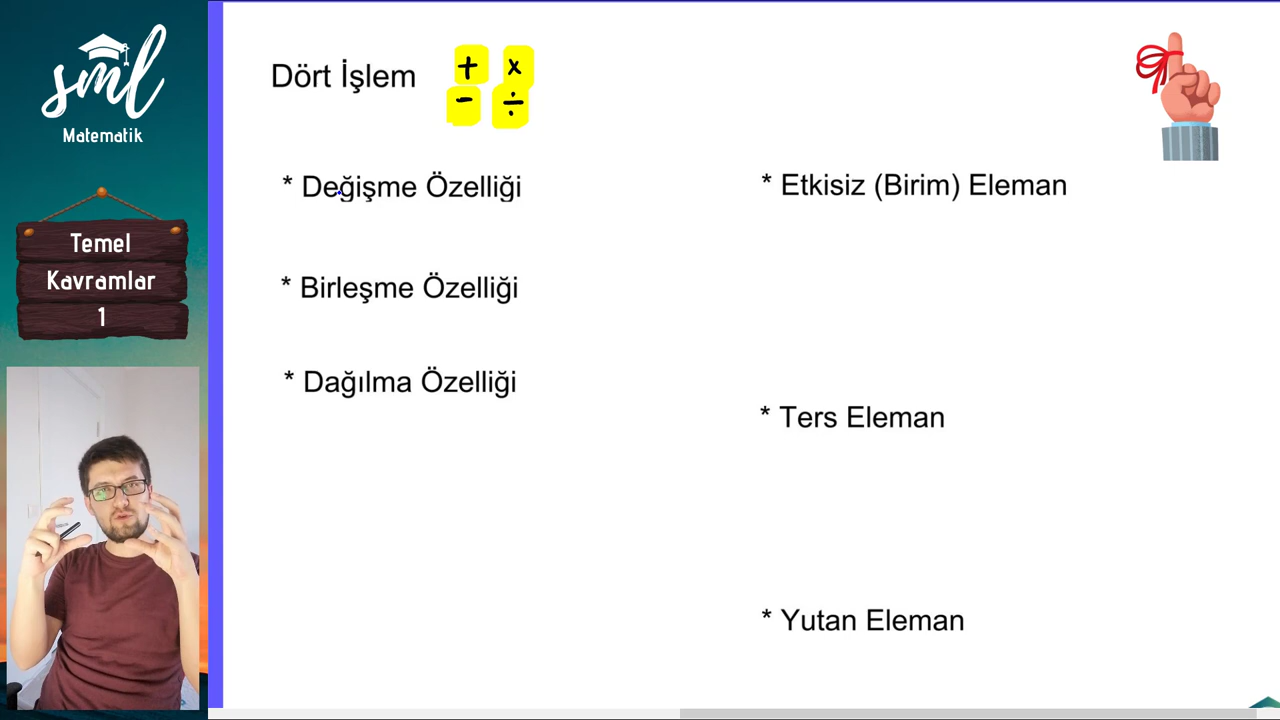 sml
Matematik
Temel
Kavramlar
1
Dört İşlem
+ x
- ÷
* Değişme Özelliği
* Birleşme Özelliği
* Dağılma Özelliği
* Etkisiz (Birim) Eleman
* Ters Eleman
* Yutan Eleman